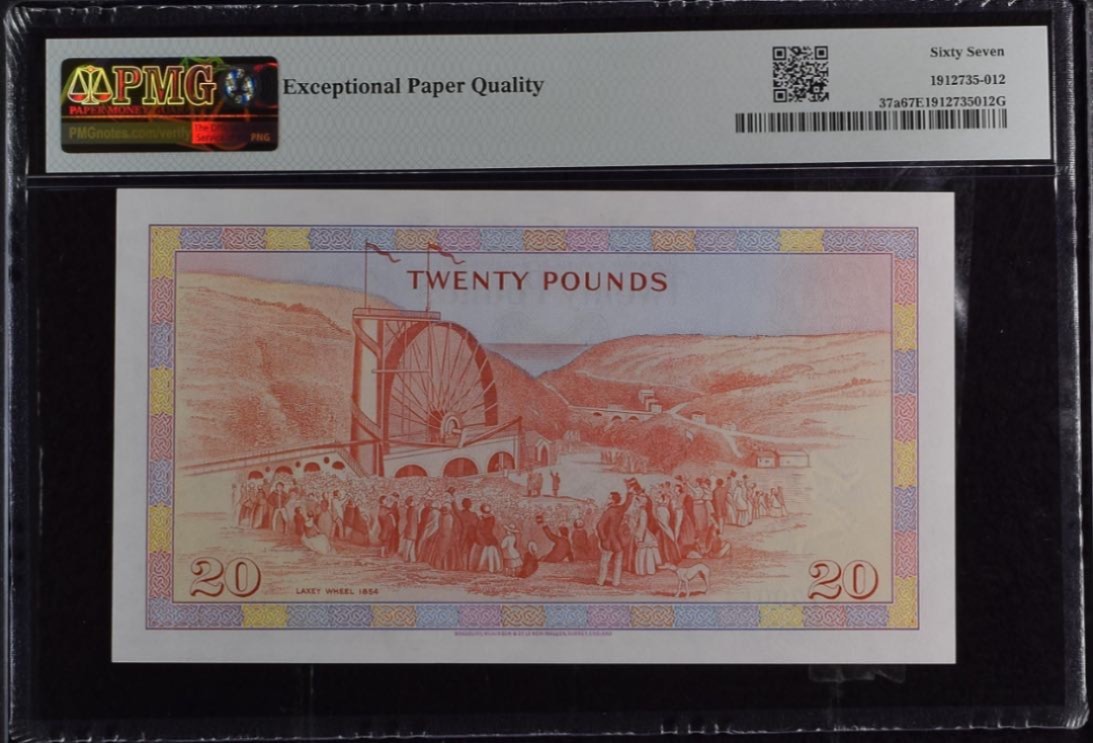 PMG
PAPER MONEY
PMGnotes.com/verify
PNG
Exceptional Paper Quality
Sixty Seven
1912735-012
37a67E1912735012G
TWENTY POUNDS
20
LAXEY WHEEL 1854
20